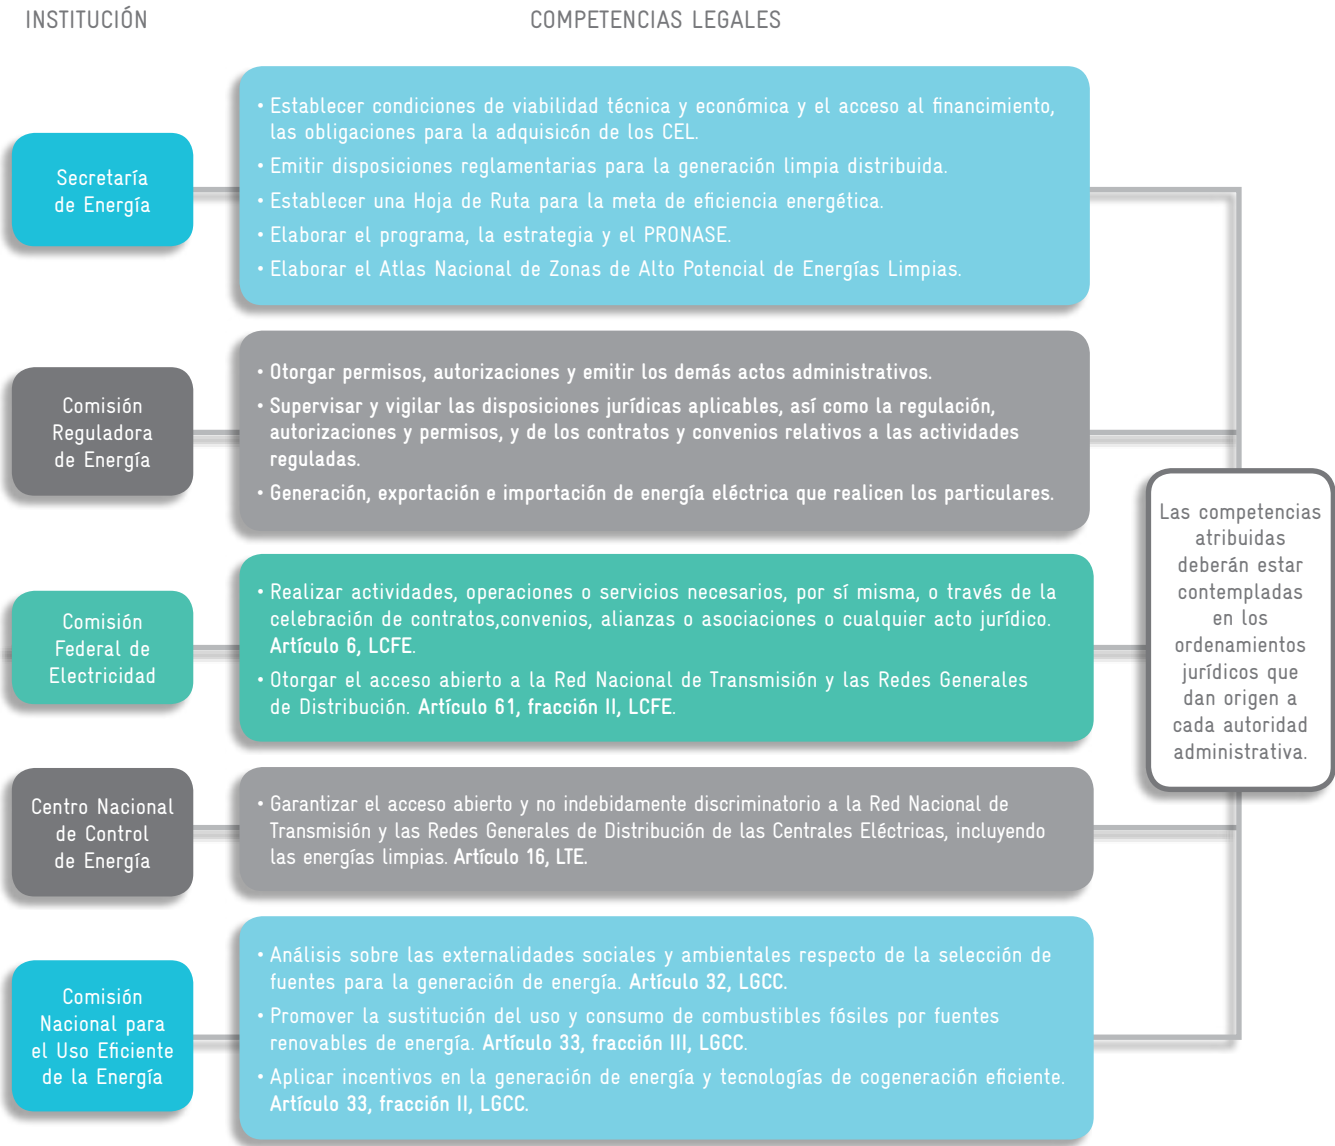 INSTITUCIÓN
COMPETENCIAS LEGALES
Secretaría
de Energía
• Establecer condiciones de viabilidad técnica y económica y el acceso al financimiento,
las obligaciones para la adquisicón de los CEL.
• Emitir disposiciones reglamentarias para la generación limpia distribuida.
• Establecer una Hoja de Ruta para la meta de eficiencia energética.
• Elaborar el programa, la estrategia y el PRONASE.
• Elaborar el Atlas Nacional de Zonas de Alto Potencial de Energías Limpias.
Comisión
Reguladora
de Energía
• Otorgar permisos, autorizaciones y emitir los demás actos administrativos.
• Supervisar y vigilar las disposiciones jurídicas aplicables, así como la regulación,
autorizaciones y permisos, y de los contratos y convenios relativos a las actividades
reguladas.
• Generación, exportación e importación de energía eléctrica que realicen los particulares.
Comisión
Federal de
Electricidad
• Realizar actividades, operaciones o servicios necesarios, por sí misma, o través de la
celebración de contratos,convenios, alianzas o asociaciones o cualquier acto jurídico.
Artículo 6, LCFE.
• Otorgar el acceso abierto a la Red Nacional de Transmisión y las Redes Generales
de Distribución. Artículo 61, fracción II, LCFE.
Centro Nacional
de Control
de Energía
• Garantizar el acceso abierto y no indebidamente discriminatorio a la Red Nacional de
Transmisión y las Redes Generales de Distribución de las Centrales Eléctricas, incluyendo
las energías limpias. Artículo 16, LTE.
Comisión
Nacional para
el Uso Eficiente
de la Energía
• Análisis sobre las externalidades sociales y ambientales respecto de la selección de
fuentes para la generación de energía. Artículo 32, LGCC.
• Promover la sustitución del uso y consumo de combustibles fósiles por fuentes
renovables de energía. Artículo 33, fracción III, LGCC.
• Aplicar incentivos en la generación de energía y tecnologías de cogeneración eficiente.
Artículo 33, fracción II, LGCC.
Las competencias
atribuidas
deberán estar
contempladas
en los
ordenamientos
jurídicos que
dan origen a
cada autoridad
administrativa.